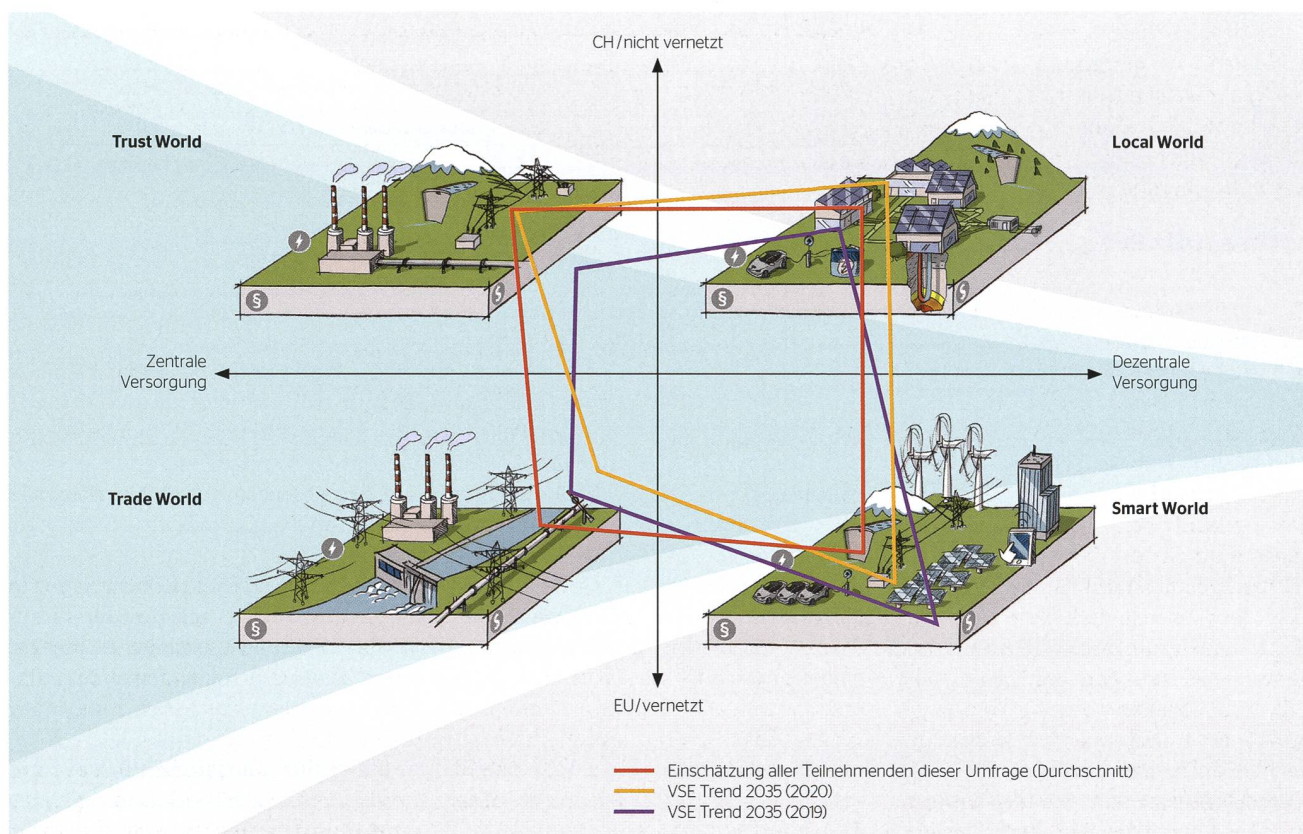 CH/nicht vernetzt
Trust World
Local World
§
§
Zentrale
Versorgung
Dezentrale
Versorgung
Trade World
Smart World
§
§
EU/vernetzt
Einschätzung aller Teilnehmenden dieser Umfrage (Durchschnitt)
VSE Trend 2035 (2020)
VSE Trend 2035 (2019)